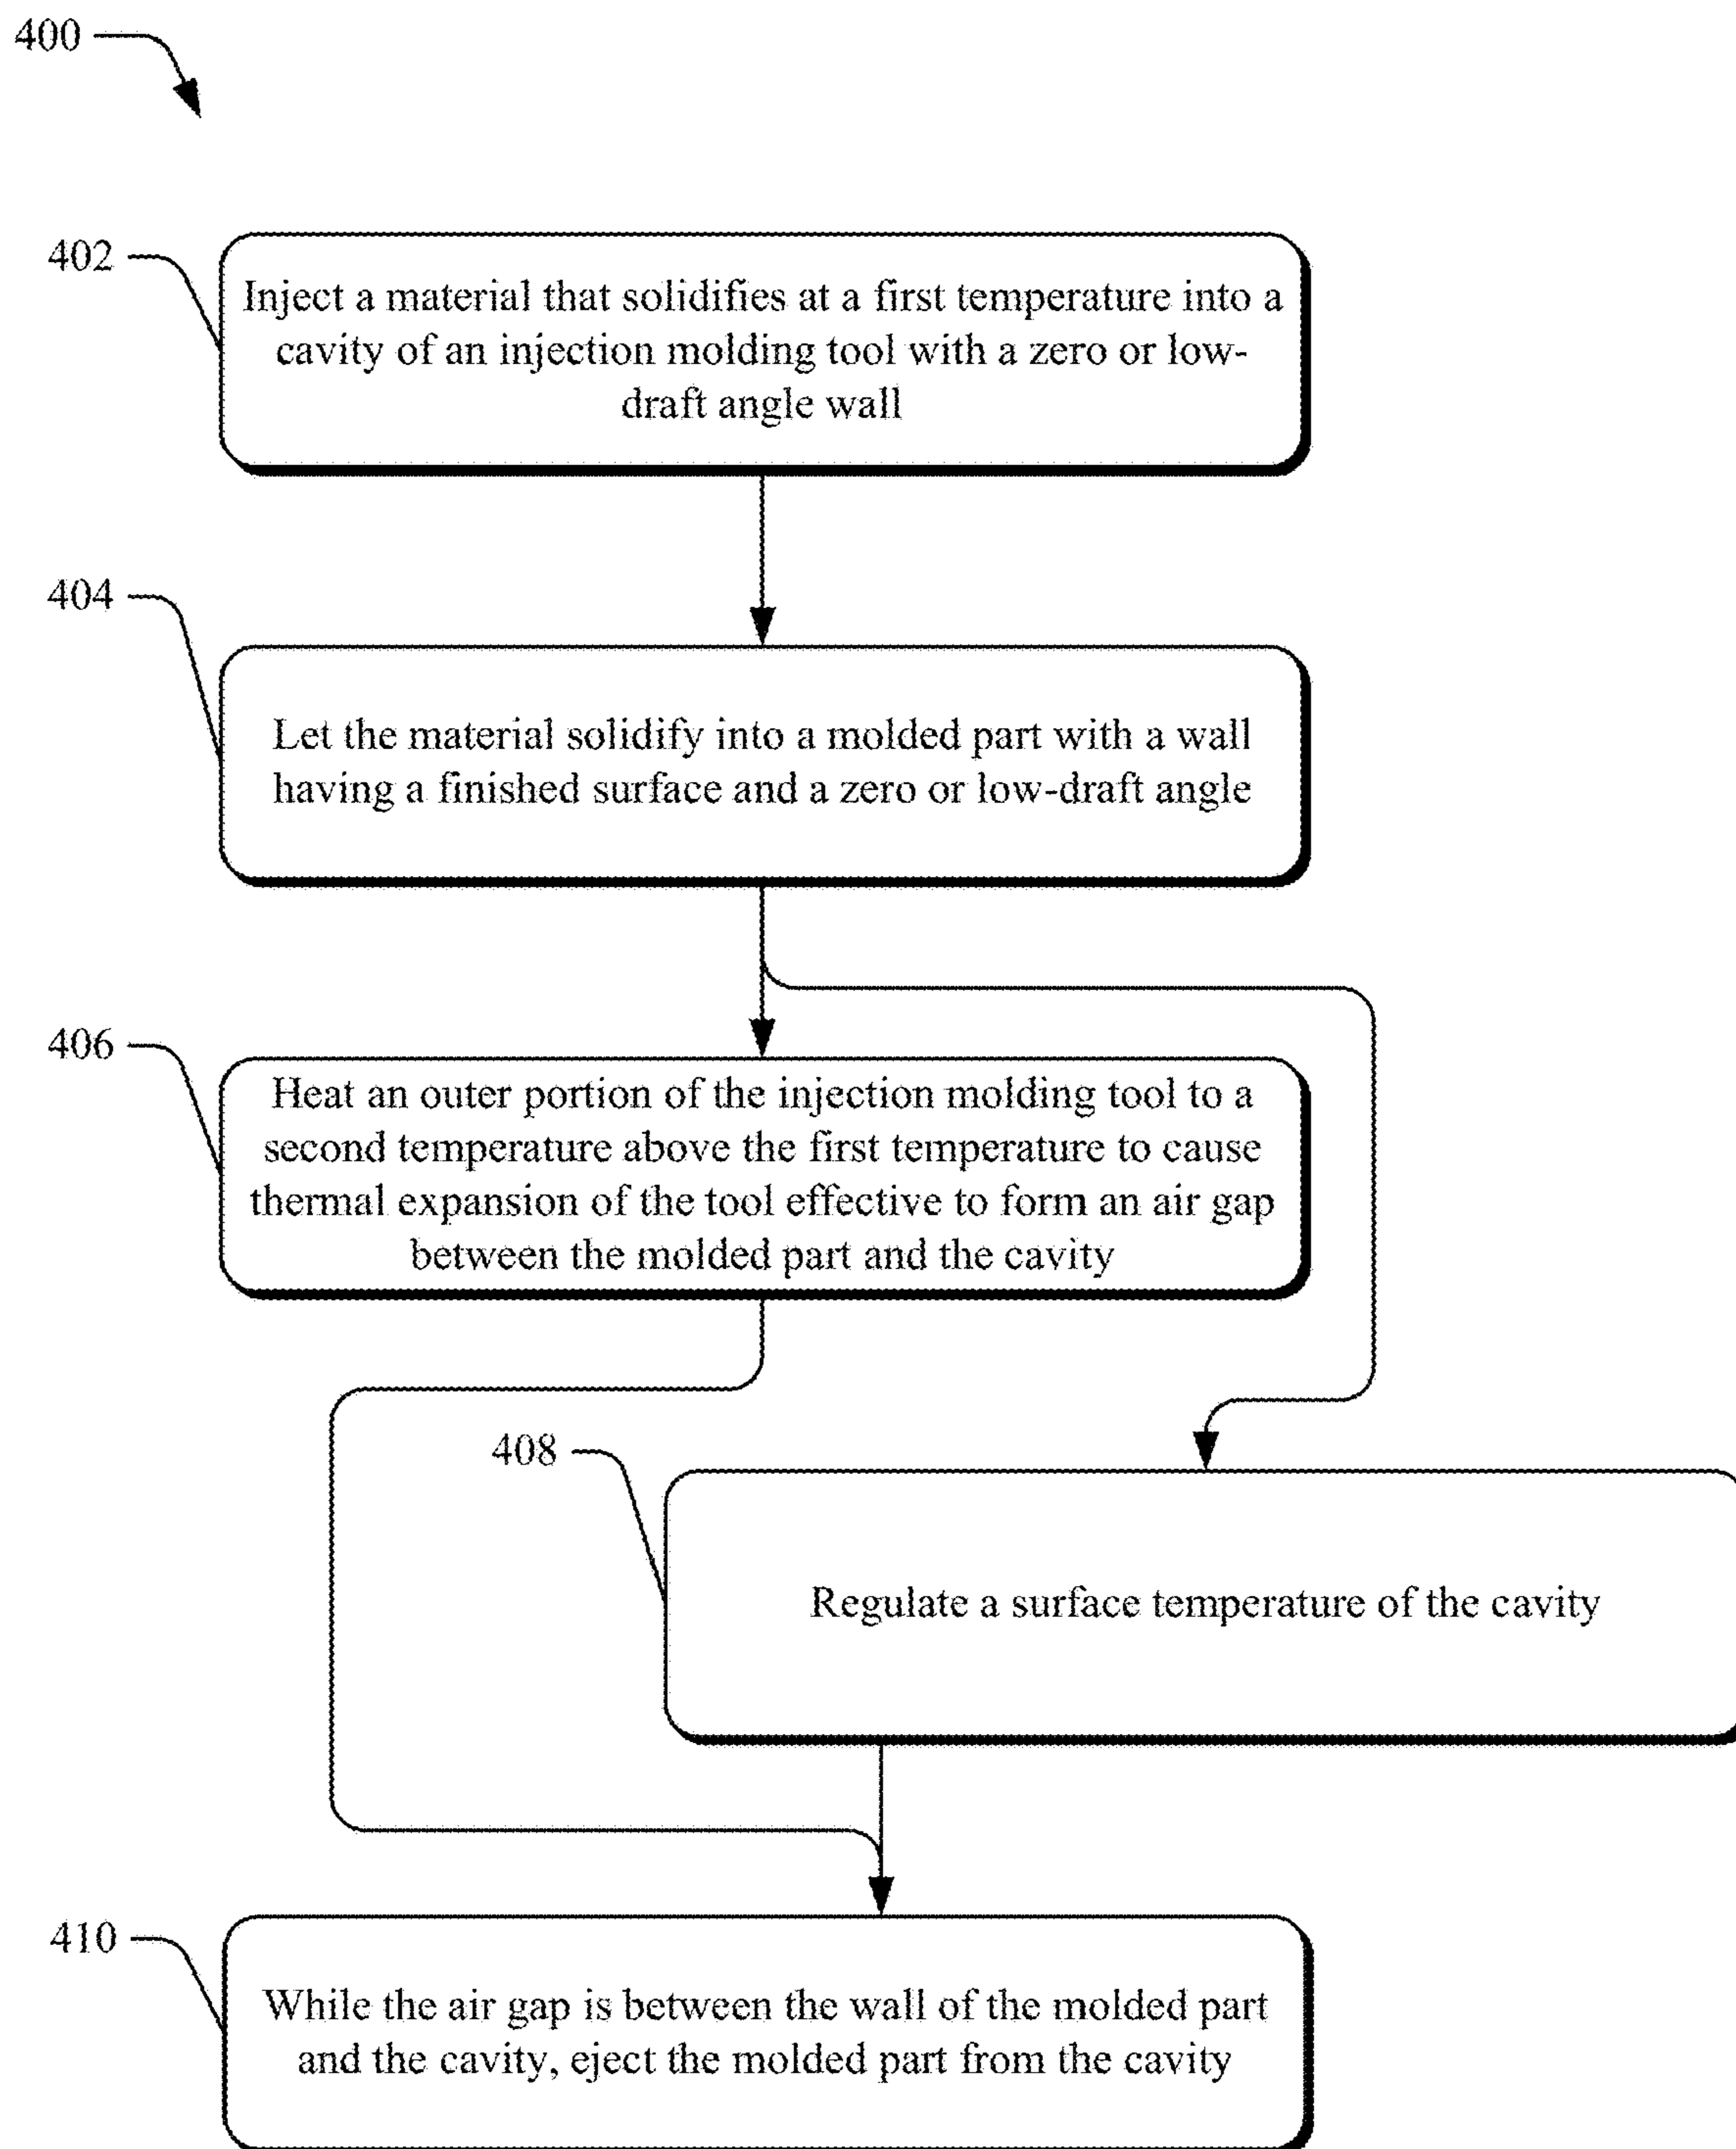 400
402
Inject a material that solidifies at a first temperature into a
cavity of an injection molding tool with a zero or low-
draft angle wall
404
Let the material solidify into a molded part with a wall
having a finished surface and a zero or low-draft angle
406
Heat an outer portion of the injection molding tool to a
second temperature above the first temperature to cause
thermal expansion of the tool effective to form an air gap
between the molded part and the cavity
408
Regulate a surface temperature of the cavity
410
While the air gap is between the wall of the molded part
and the cavity, eject the molded part from the cavity